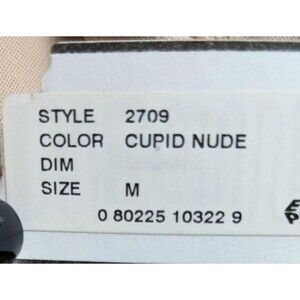 STYLE 2709
COLOR CUPID NUDE
DIM
SIZE M
0 80225 10322 9